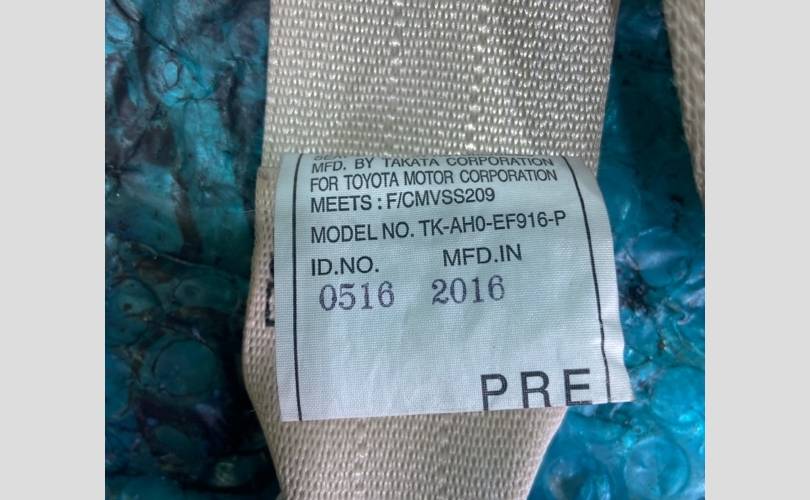 MFD. BY TAKATA CORPORATION
FOR TOYOTA MOTOR CORPORATION
MEETS : F/CMVSS209
MODEL NO. TK-AH0-EF916-P
ID.NO. MFD.IN
0516 2016
PRE